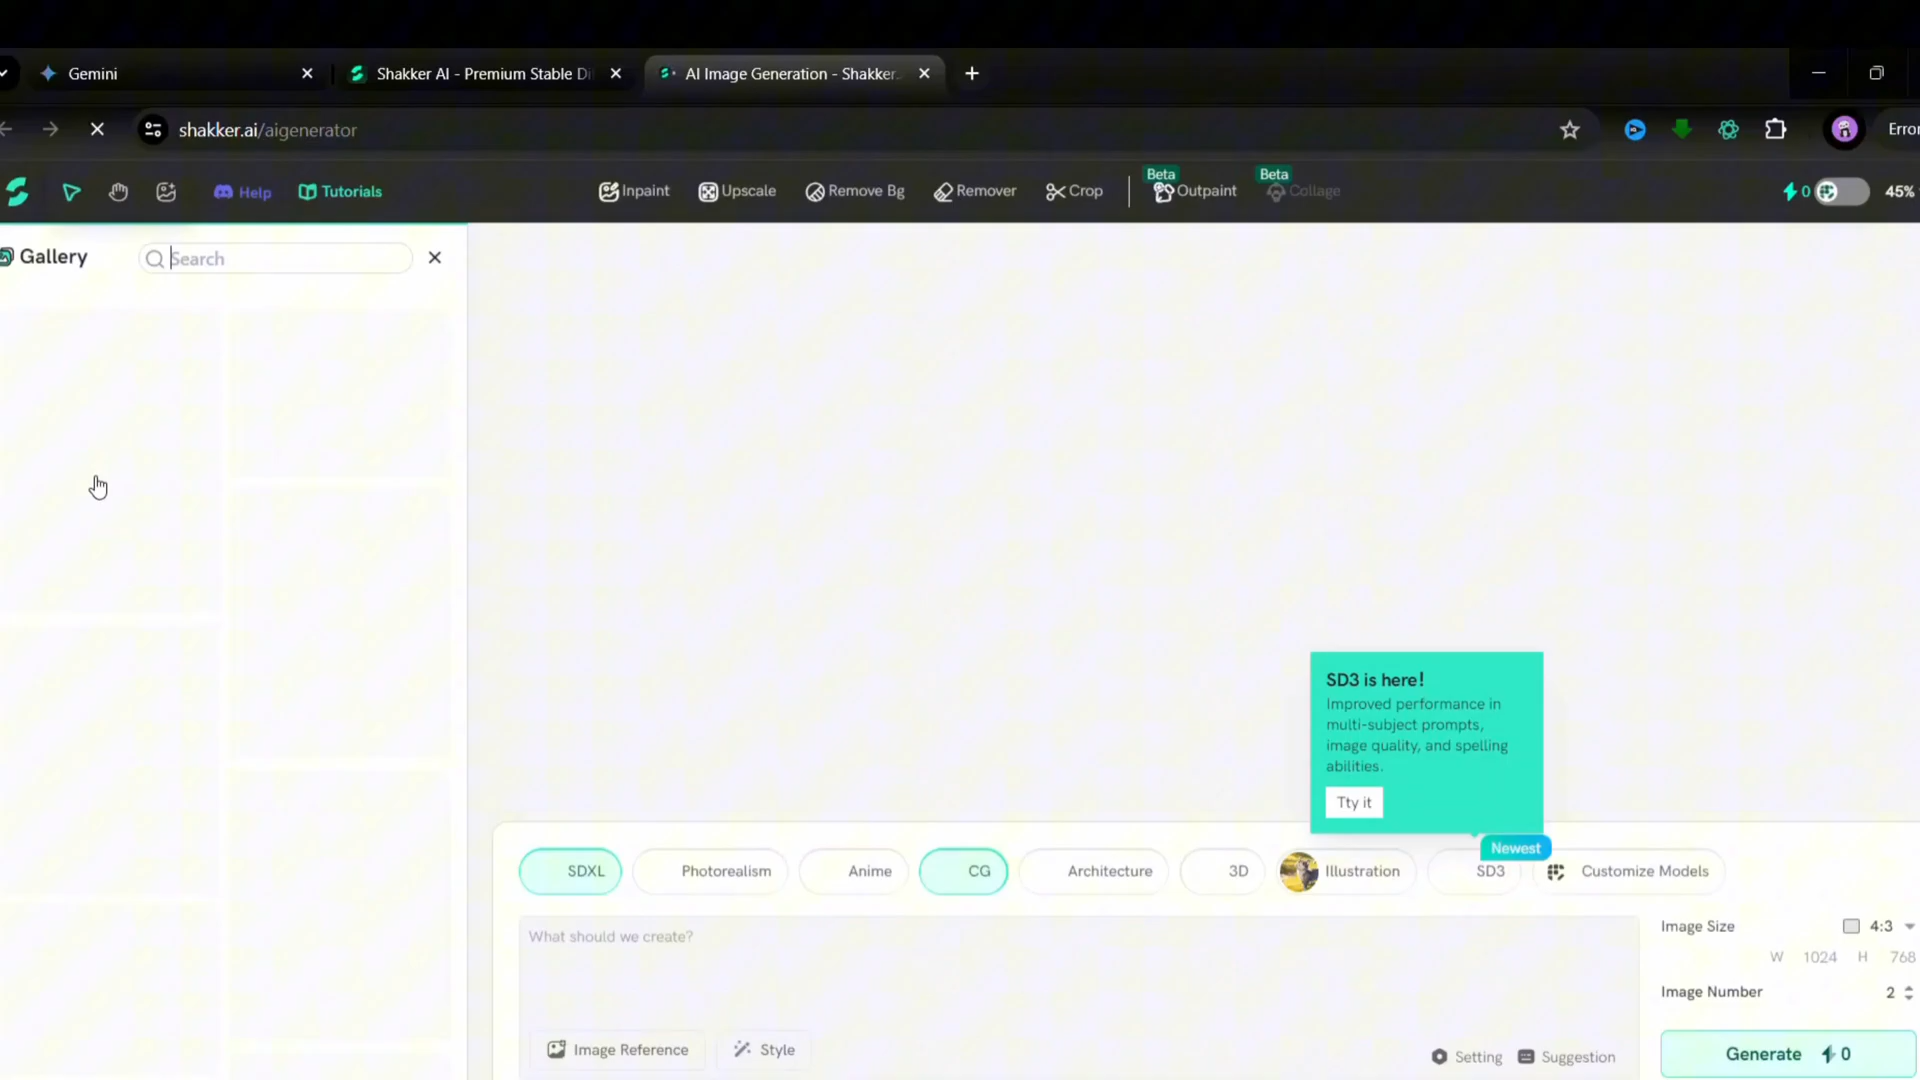 Gemini
Shakker AI - Premium Stable Di
AI Image Generation - Shakker.
shakker.ai/aigenerator
Error
Help
Tutorials
Inpaint
Upscale
Remove Bg
Remover
Crop
Beta
Outpaint
Beta
Collage
0
45%
Gallery
Search
SD3 is here!
Improved performance in
multi-subject prompts,
image quality, and spelling
abilities.
Tty it
Newest
SDXL
Photorealism
Anime
CG
Architecture
3D
Illustration
SD3
Customize Models
What should we create?
Image Size
4:3
W 1024 H 768
Image Number
2
Image Reference
Style
Setting
Suggestion
Generate 0